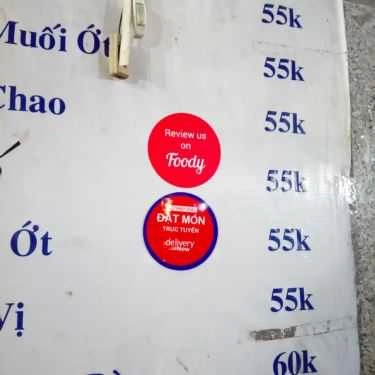 55k
Muối Ớt 55k
Chao 55k
Review us
on
Foody
55k
ĐẶT MÓN
TRỰC TUYẾN
delivery
now
Ớt 55k
Vị 55k
60k